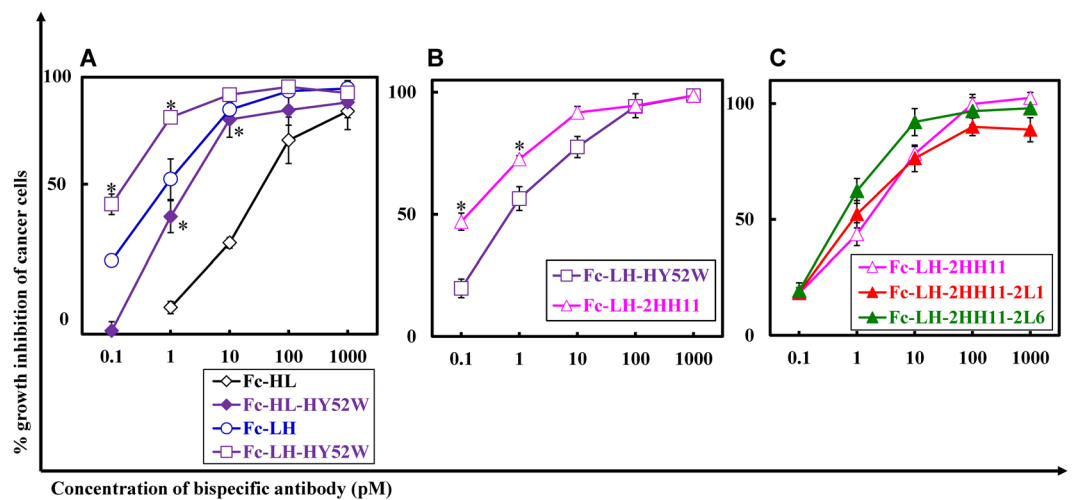 % growth inhibition of cancer cells
A
100
50
0
*
*
*
*
0.1 1 10 100 1000
Fc-HL
Fc-HL-HY52W
Fc-LH
Fc-LH-HY52W
B
100
50
0
*
*
Fc-LH-HY52W
Fc-LH-2HH11
0.1 1 10 100 1000
C
100
50
0
Fc-LH-2HH11
Fc-LH-2HH11-2L1
Fc-LH-2HH11-2L6
0.1 1 10 100 1000
Concentration of bispecific antibody (pM)